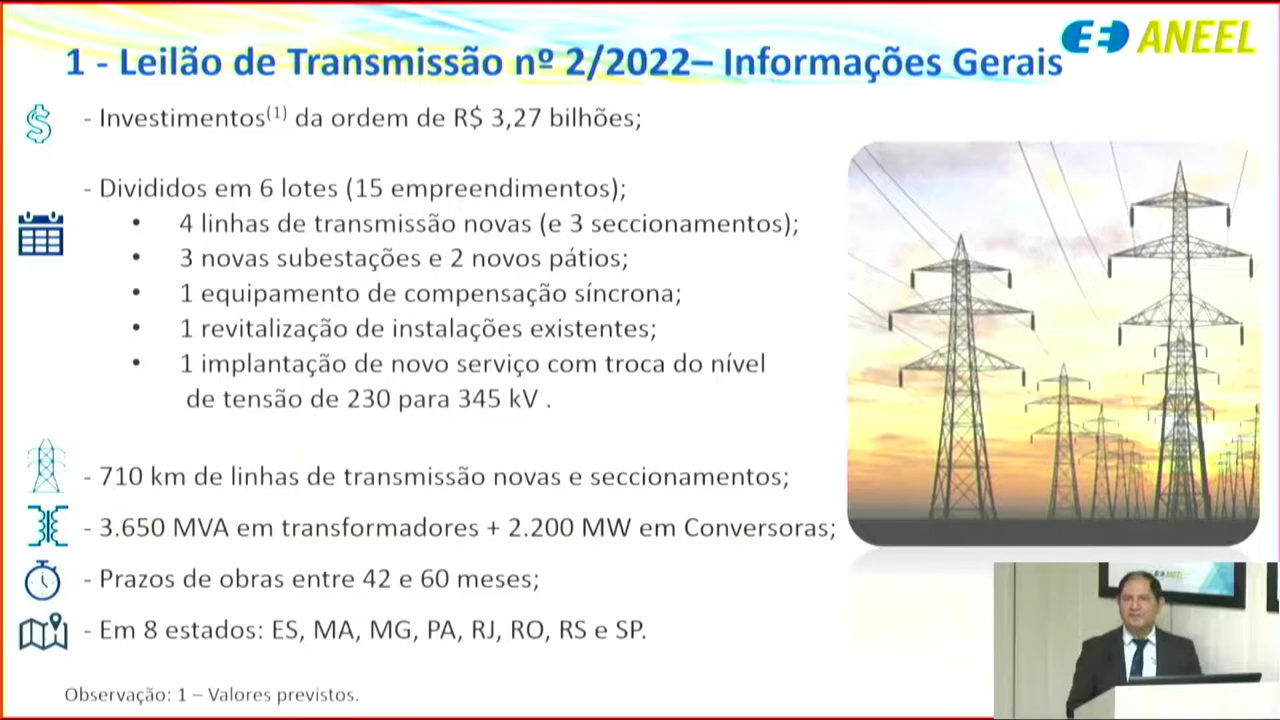 ANEEL
1 - Leilão de Transmissão nº 2/2022– Informações Gerais
- Investimentos(1) da ordem de R$ 3,27 bilhões;
- Divididos em 6 lotes (15 empreendimentos);
• 4 linhas de transmissão novas (e 3 seccionamentos);
• 3 novas subestações e 2 novos pátios;
• 1 equipamento de compensação síncrona;
• 1 revitalização de instalações existentes;
• 1 implantação de novo serviço com troca do nível
de tensão de 230 para 345 kV .
- 710 km de linhas de transmissão novas e seccionamentos;
- 3.650 MVA em transformadores + 2.200 MW em Conversoras;
- Prazos de obras entre 42 e 60 meses;
- Em 8 estados: ES, MA, MG, PA, RJ, RO, RS e SP.
Observação: 1 – Valores previstos.
ANEEL